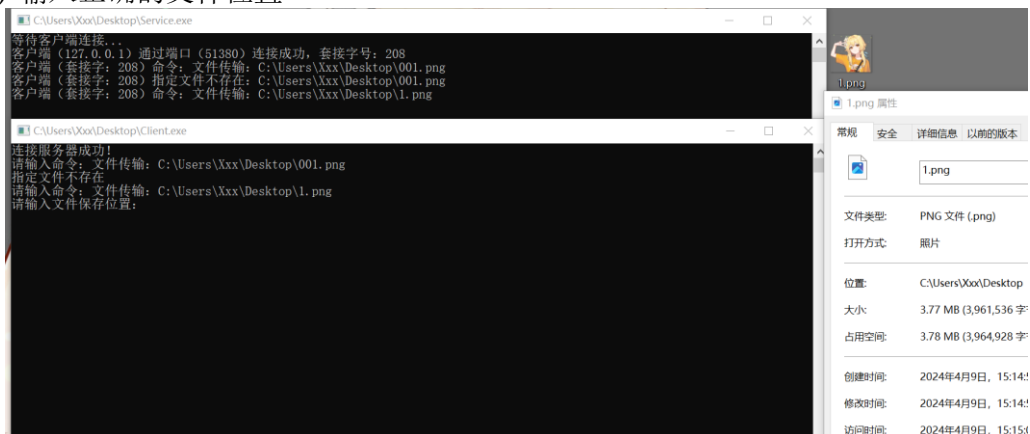 C:\Users\Xxx\Desktop\Service.exe
等待客户端连接...
客户端（127.0.0.1）通过端口（51380）连接成功，套接字号：208
客户端（套接字：208）命令：文件传输：C:\Users\Xxx\Desktop\001.png
客户端（套接字：208）指定文件不存在：C:\Users\Xxx\Desktop\001.png
客户端（套接字：208）命令：文件传输：C:\Users\Xxx\Desktop\1.png
C:\Users\Xxx\Desktop\Client.exe
连接服务器成功！
请输入命令：文件传输：C:\Users\Xxx\Desktop\001.png
指定文件不存在
请输入命令：文件传输：C:\Users\Xxx\Desktop\1.png
请输入文件保存位置：
1.png
1.png 属性
常规 安全 详细信息 以前的版本
1.png
文件类型: PNG 文件 (.png)
打开方式: 照片
位置: C:\Users\Xxx\Desktop
大小: 3.77 MB (3,961,536 字
占用空间: 3.78 MB (3,964,928 字
创建时间: 2024年4月9日，15:14:
修改时间: 2024年4月9日，15:14:
访问时间: 2024年4月9日，15:15: